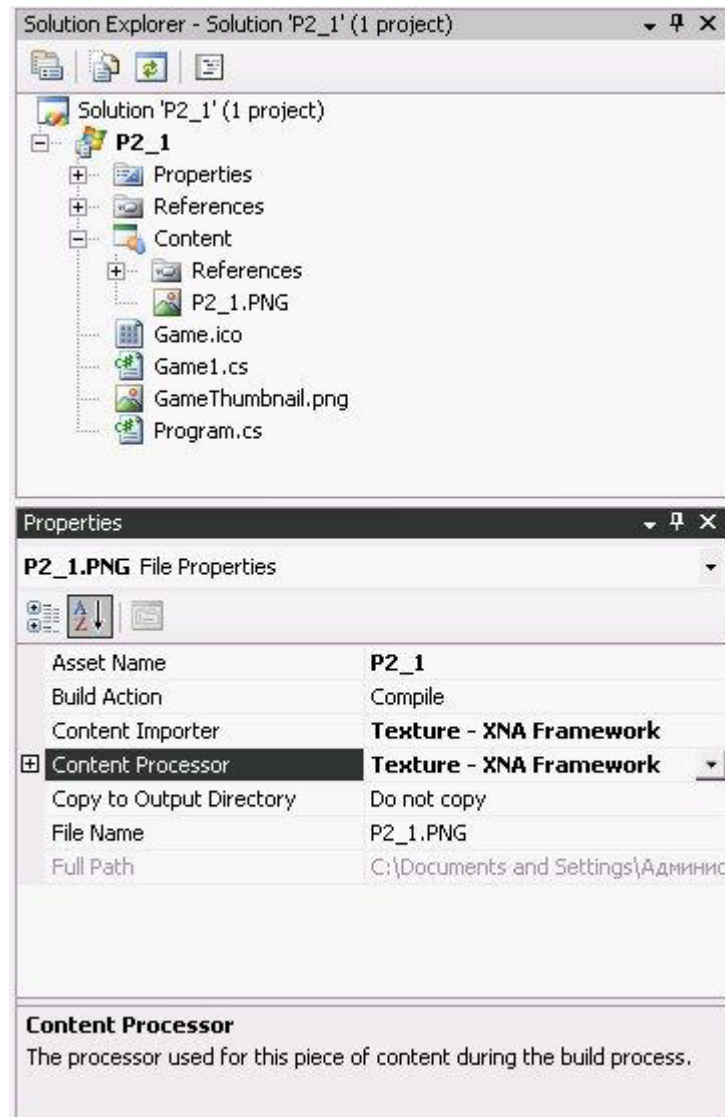 Solution Explorer - Solution 'P2_1' (1 project)
Solution 'P2_1' (1 project)
P2_1
Properties
References
Content
References
P2_1.PNG
Game.ico
Game1.cs
GameThumbnail.png
Program.cs
Properties
P2_1.PNG File Properties
Asset Name P2_1
Build Action Compile
Content Importer Texture - XNA Framework
Content Processor Texture - XNA Framework
Copy to Output Directory Do not copy
File Name P2_1.PNG
Full Path C:\Documents and Settings\Админис
Content Processor
The processor used for this piece of content during the build process.